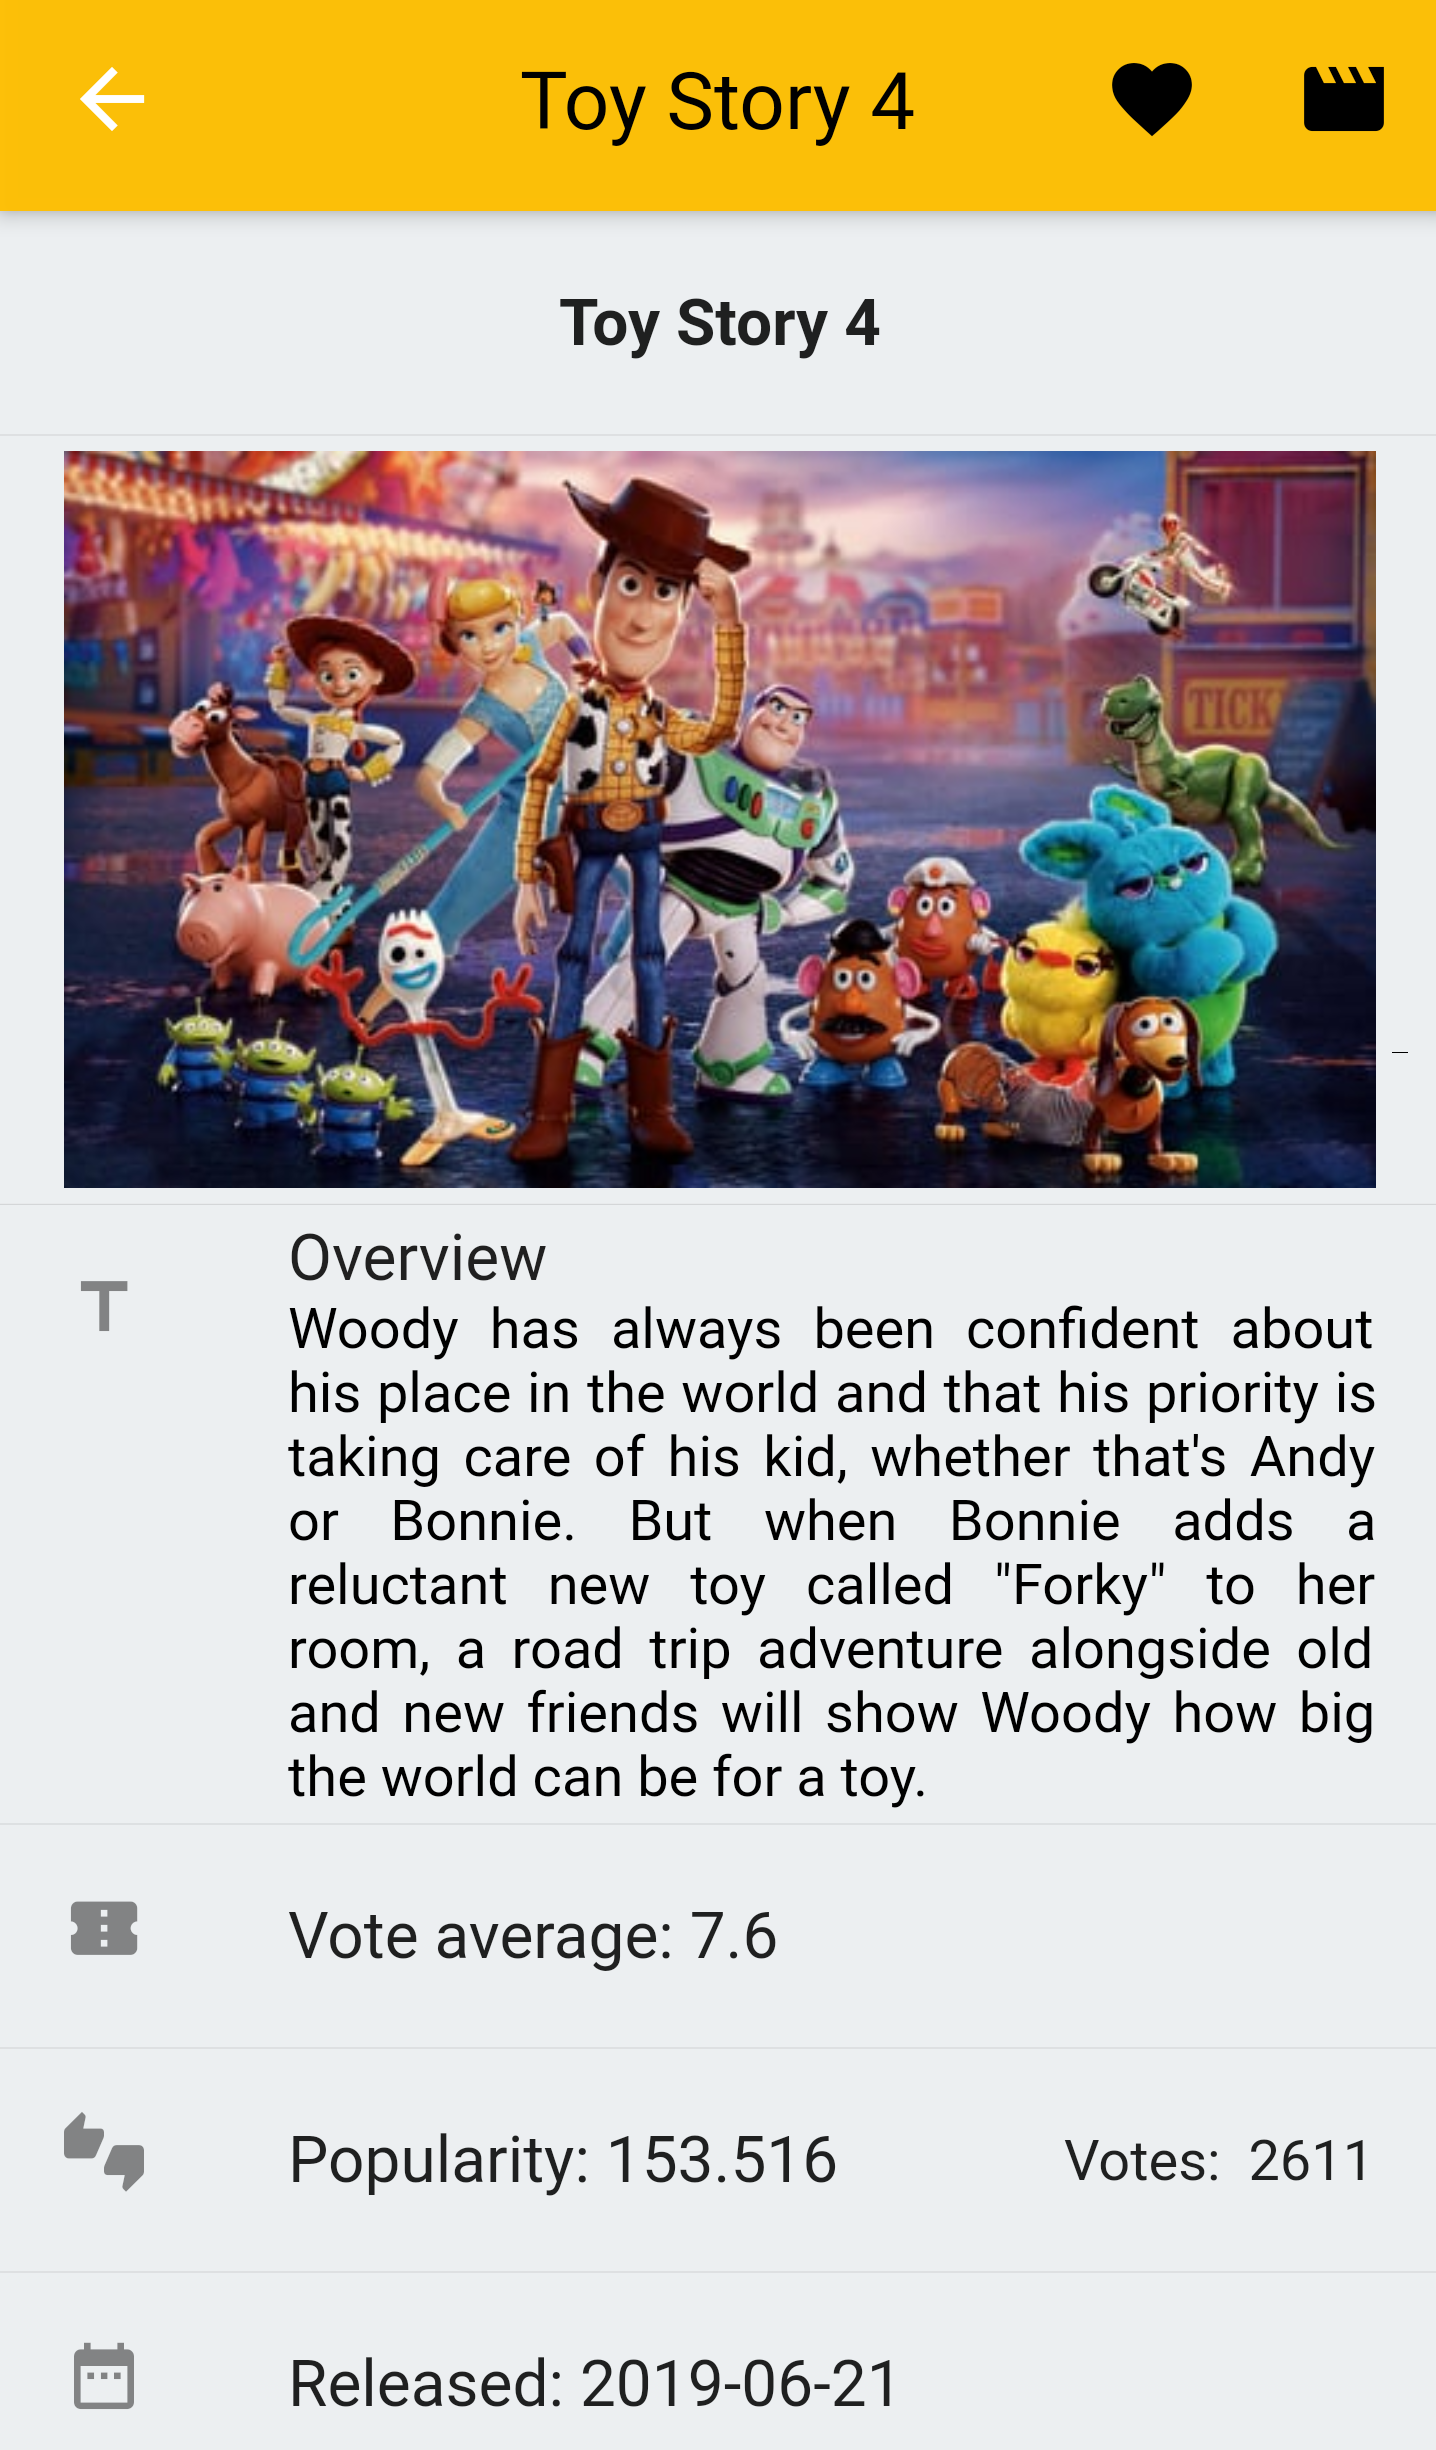 Toy Story 4
Toy Story 4
TICK
Overview
Woody has always been confident about
his place in the world and that his priority is
taking care of his kid, whether that's Andy
or Bonnie. But when Bonnie adds a
reluctant new toy called "Forky" to her
room, a road trip adventure alongside old
and new friends will show Woody how big
the world can be for a toy.
Vote average: 7.6
Popularity: 153.516
Votes: 2611
Released: 2019-06-21